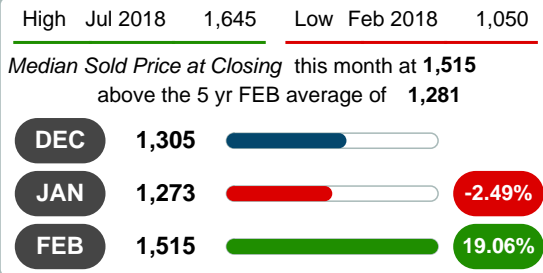 High Jul 2018 1,645 Low Feb 2018 1,050
Median Sold Price at Closing this month at 1,515
above the 5 yr FEB average of 1,281
DEC 1,305
JAN 1,273 -2.49%
FEB 1,515 19.06%